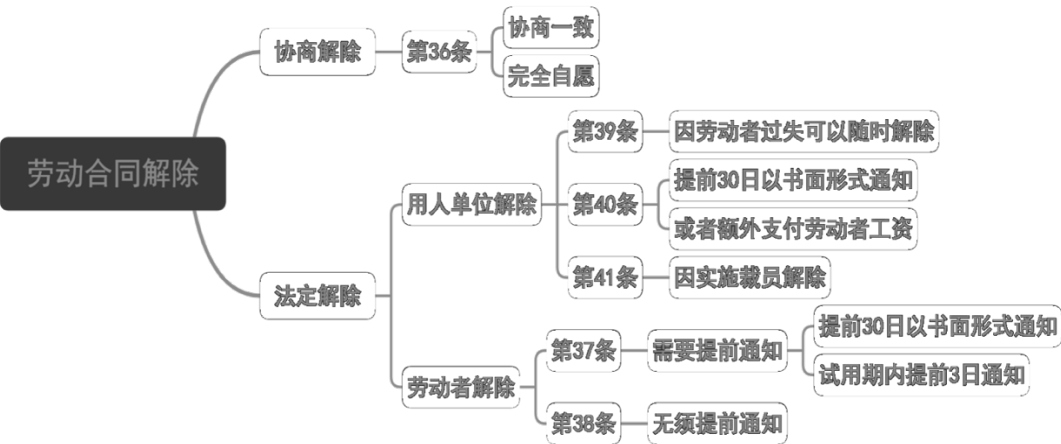 劳动合同解除
协商解除
第36条
协商一致
完全自愿
法定解除
用人单位解除
第39条
因劳动者过失可以随时解除
第40条
提前30日以书面形式通知
或者额外支付劳动者工资
第41条
因实施裁员解除
劳动者解除
第37条
需要提前通知
提前30日以书面形式通知
试用期内提前3日通知
第38条
无须提前通知